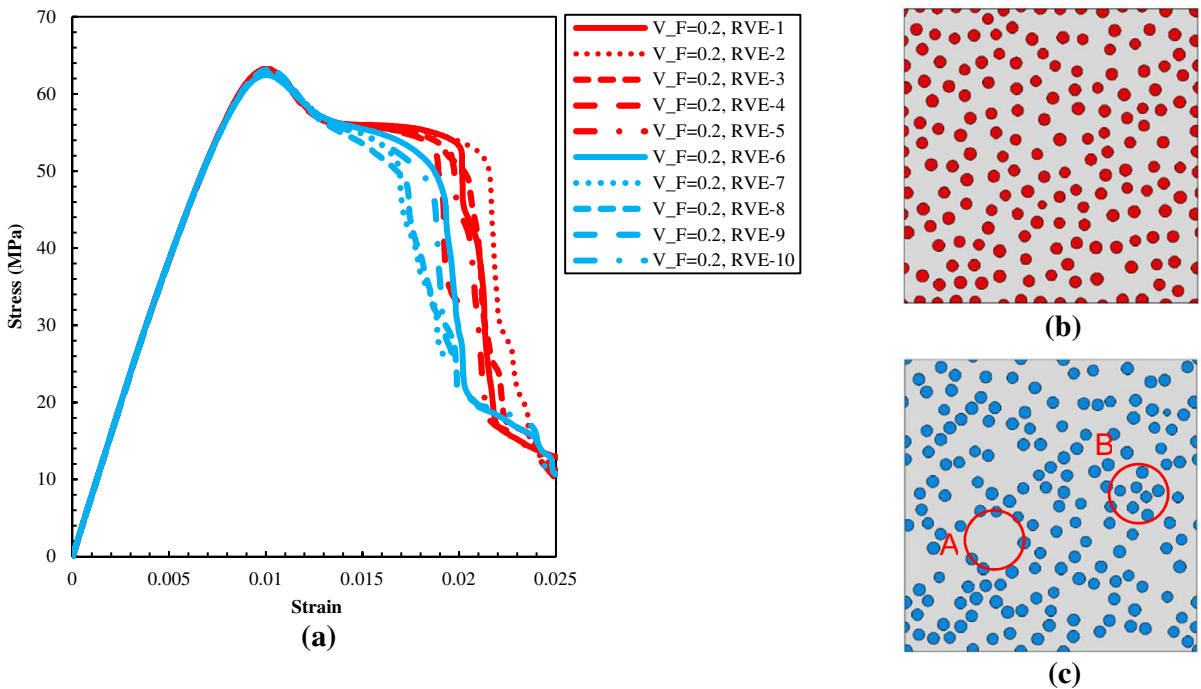 70
60
50
40
30
20
10
0
Stress (MPa)
0
0.005
0.01
0.015
0.02
0.025
Strain
(a)
V_F=0.2, RVE-1
V_F=0.2, RVE-2
V_F=0.2, RVE-3
V_F=0.2, RVE-4
V_F=0.2, RVE-5
V_F=0.2, RVE-6
V_F=0.2, RVE-7
V_F=0.2, RVE-8
V_F=0.2, RVE-9
V_F=0.2, RVE-10
(b)
B
A
(c)